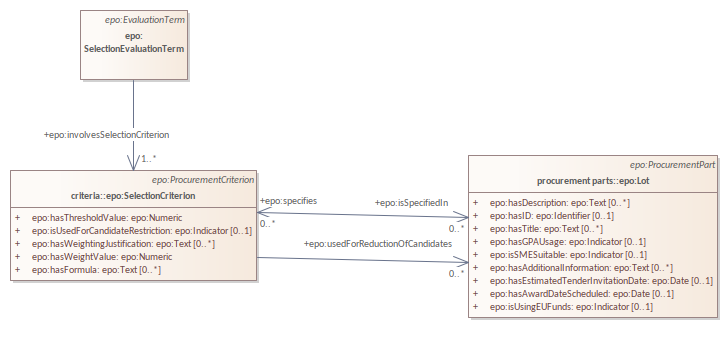 epo:EvaluationTerm
epo:
SelectionEvaluationTerm
+epo:involvesSelectionCriterion
1..*
epo:ProcurementCriterion
criteria::epo:SelectionCriterion
+ epo:hasThresholdValue: epo:Numeric
+ epo:isUsedForCandidateRestriction: epo:Indicator [0..1]
+ epo:hasWeightingJustification: epo:Text [0..*]
+ epo:hasWeightValue: epo:Numeric
+ epo:hasFormula: epo:Text [0..*]
+epo:specifies
0..*
+epo:isSpecifiedIn
0..*
+epo:usedForReductionOfCandidates
0..*
epo:ProcurementPart
procurement parts::epo:Lot
+ epo:hasDescription: epo:Text [0..*]
+ epo:hasID: epo:Identifier [0..1]
+ epo:hasTitle: epo:Text [0..*]
+ epo:hasGPAUsage: epo:Indicator [0..1]
+ epo:isSMESuitable: epo:Indicator [0..1]
+ epo:hasAdditionalInformation: epo:Text [0..*]
+ epo:hasEstimatedTenderInvitationDate: epo:Date [0..1]
+ epo:hasAwardDateScheduled: epo:Date [0..1]
+ epo:isUsingEUFunds: epo:Indicator [0..1]